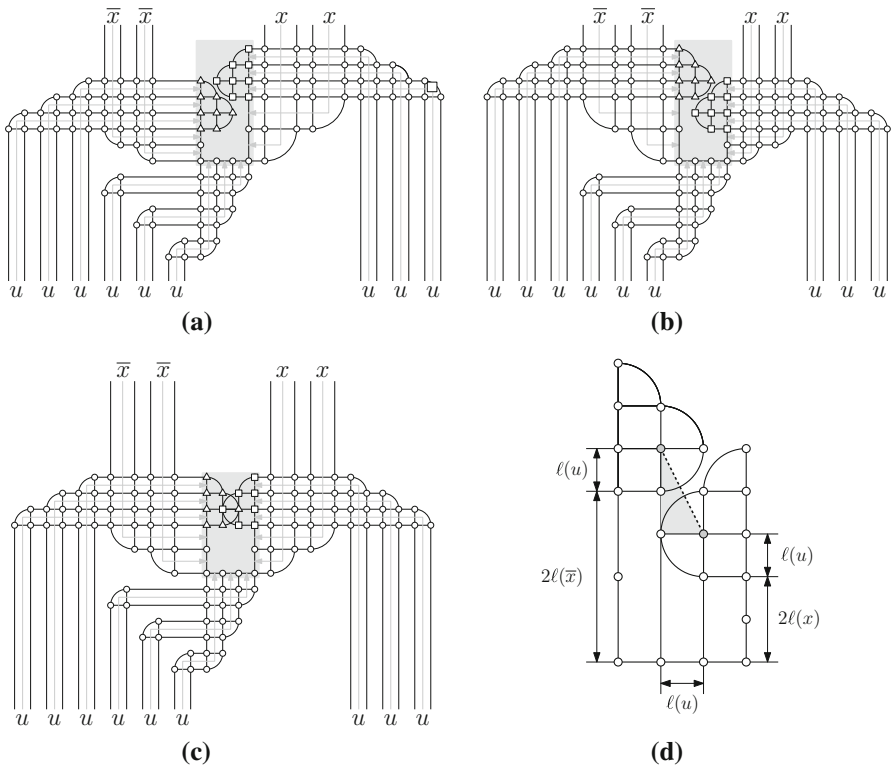 x̅ x̅ x x
u u u u u u u u
(a)
x̅ x̅ x x
u u u u u u u u u
(b)
x̅ x̅ x x
u u u u u u u u u
(c)
ℓ(u)
ℓ(u)
2ℓ(x̅)
2ℓ(x)
ℓ(u)
(d)